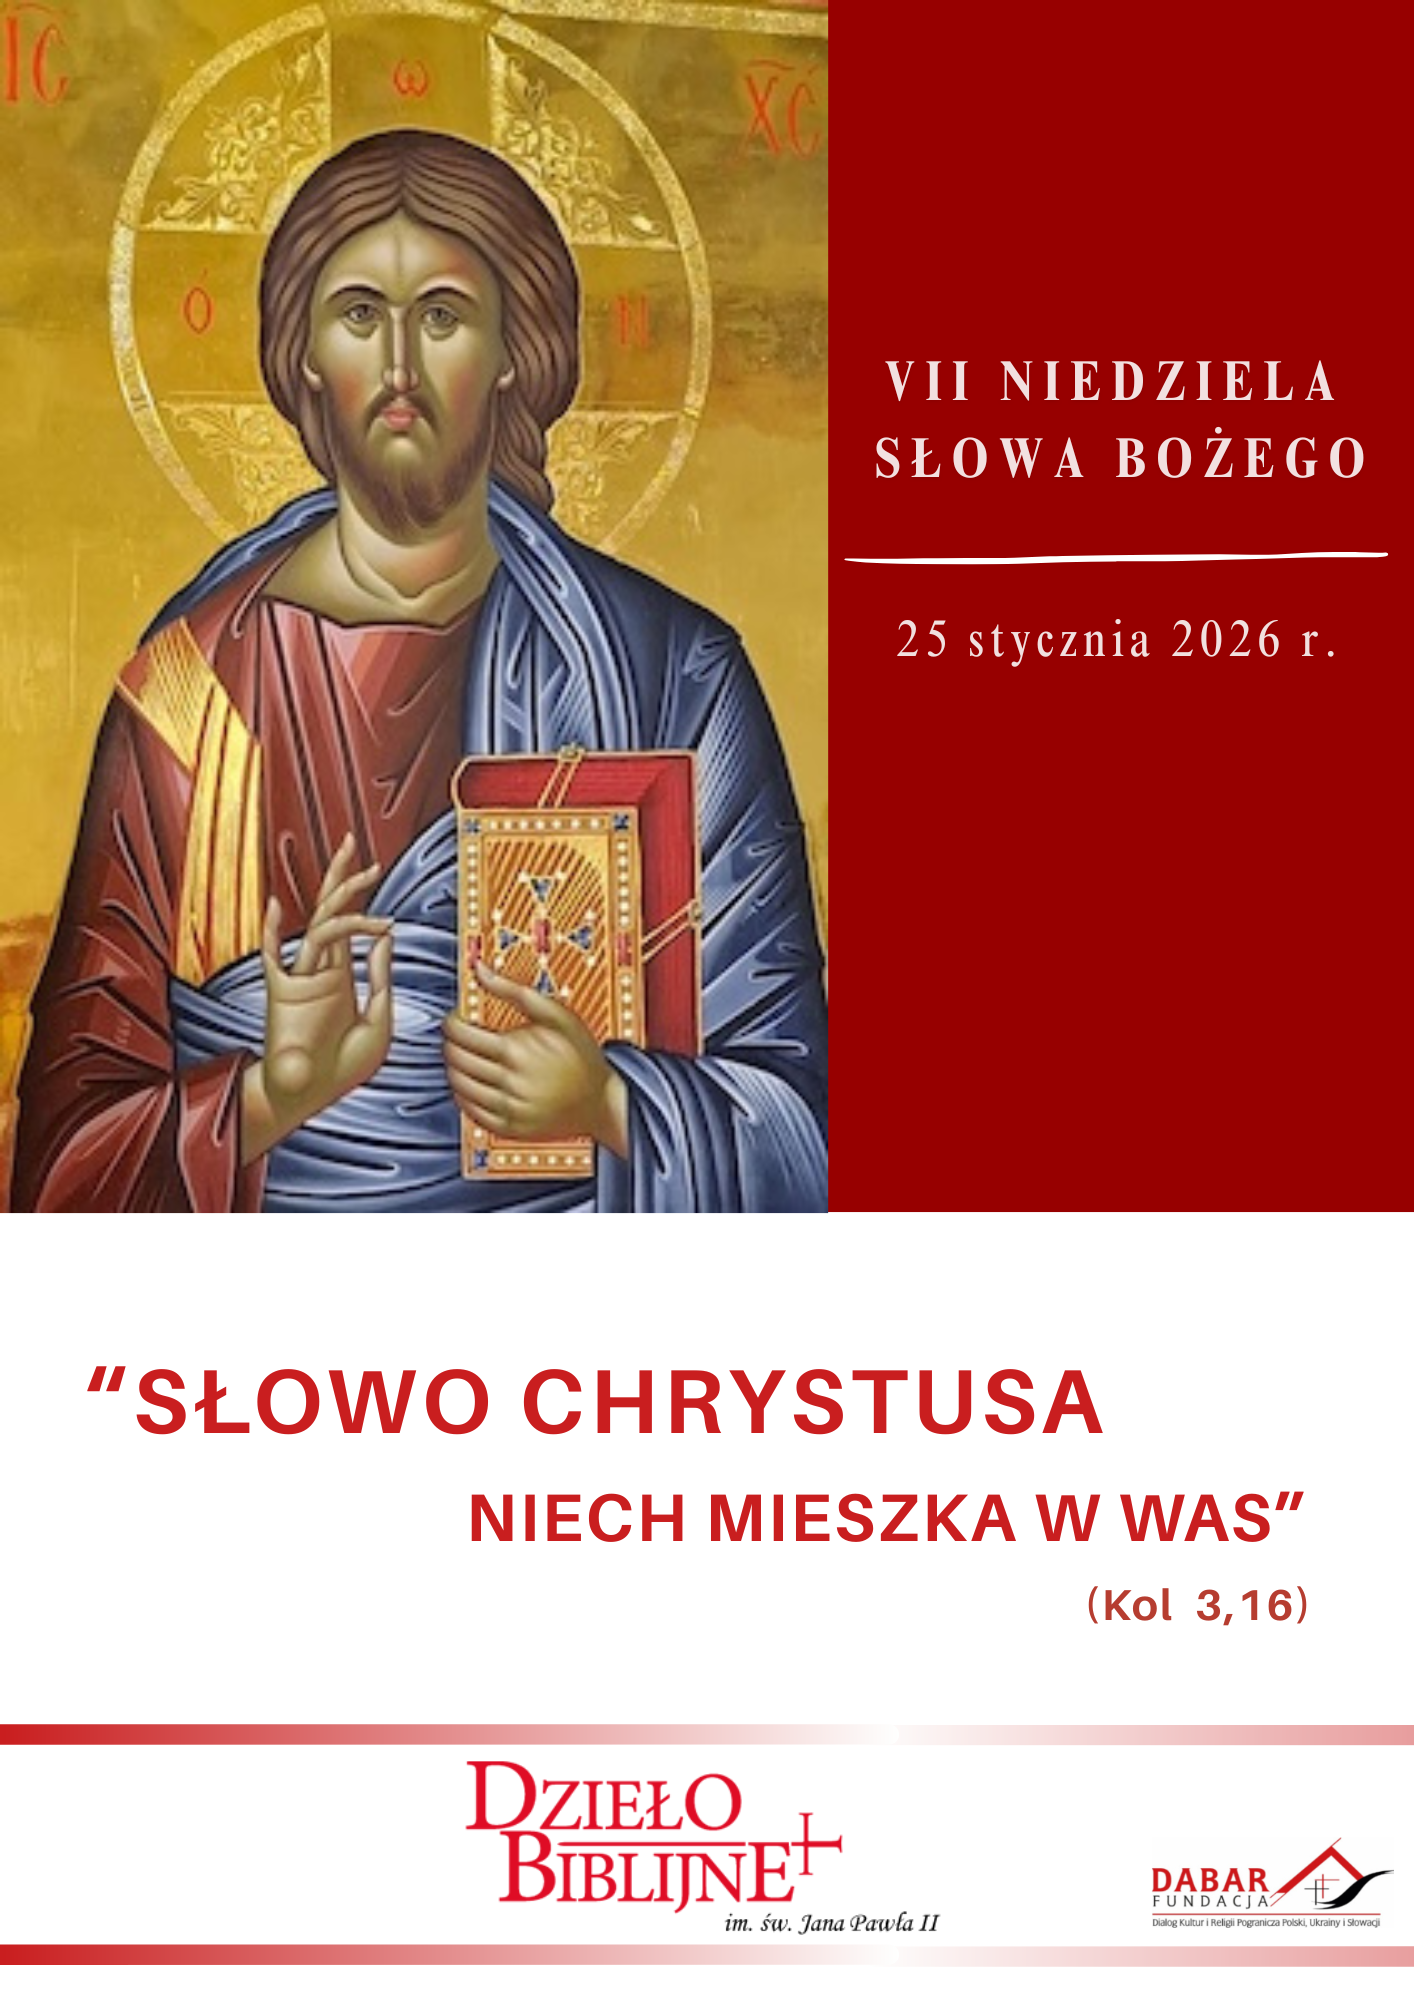 IC
XC
ω
Ό
Ν
VII NIEDZIELA
SŁOWA BOŻEGO
25 stycznia 2026 r.
“SŁOWO CHRYSTUSA
NIECH MIESZKA W WAS”
(Kol 3,16)
DZIEŁO
BIBLIJNE
im. św. Jana Pawła II
DABAR
FUNDACJA
Dialog Kultur i Religii Pogranicza Polski, Ukrainy i Słowacji